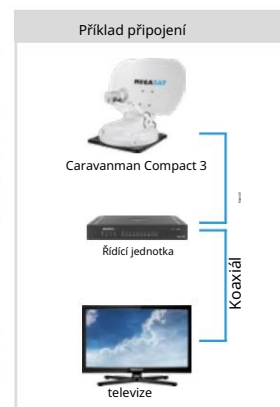 Příklad připojení
MEGASAT
Caravanman Compact 3
Řídící jednotka
Koaxiál
televize